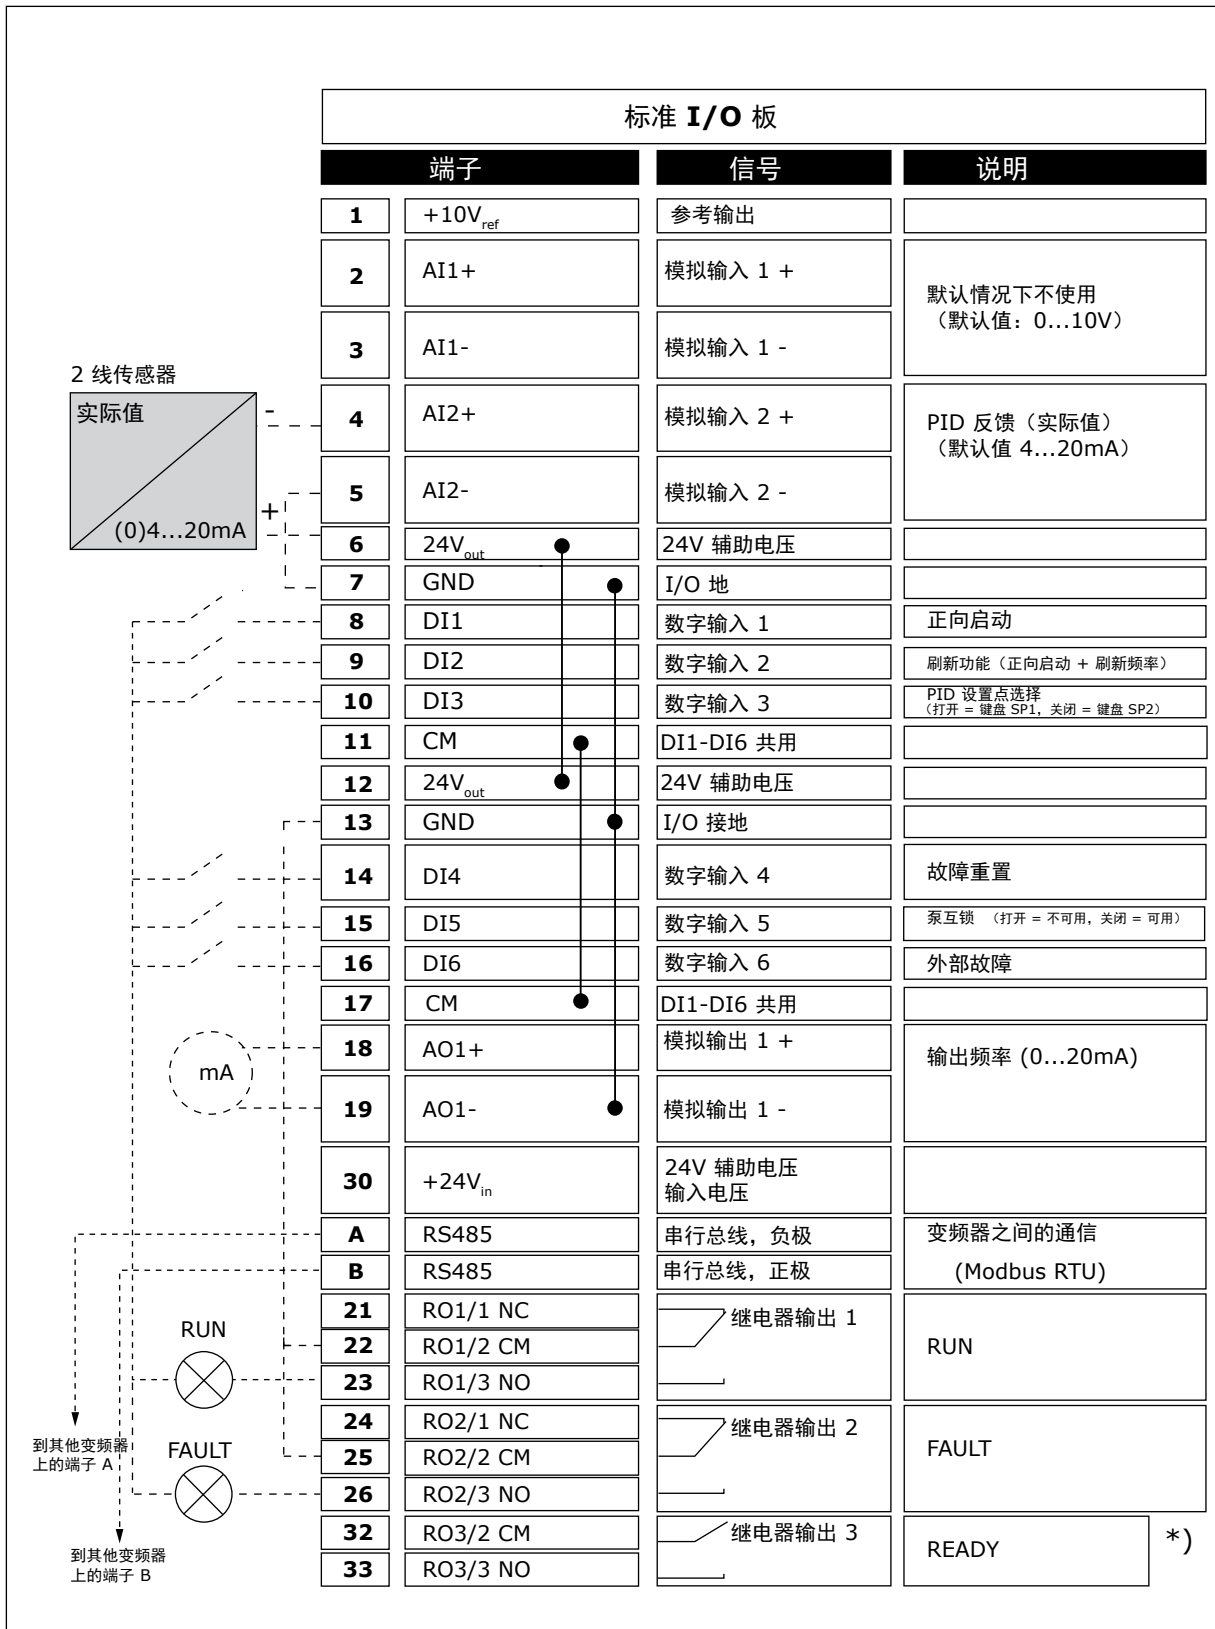 标准 I/O 板
端子 信号 说明
1 +10Vref 参考输出
2 AI1+ 模拟输入 1 +
默认情况下不使用
（默认值：0...10V）
3 AI1- 模拟输入 1 -
2 线传感器
实际值
-
4 AI2+ 模拟输入 2 +
PID 反馈（实际值）
（默认值 4...20mA）
5 AI2- 模拟输入 2 -
+
(0)4...20mA
6 24Vout 24V 辅助电压
7 GND I/O 地
8 DI1 数字输入 1 正向启动
9 DI2 数字输入 2 刷新功能（正向启动 + 刷新频率）
10 DI3 数字输入 3 PID 设置点选择
（打开 = 键盘 SP1，关闭 = 键盘 SP2）
11 CM DI1-DI6 共用
12 24Vout 24V 辅助电压
13 GND I/O 接地
14 DI4 数字输入 4 故障重置
15 DI5 数字输入 5 泵互锁 （打开 = 不可用，关闭 = 可用）
16 DI6 数字输入 6 外部故障
17 CM DI1-DI6 共用
18 AO1+ 模拟输出 1 +
输出频率 (0...20mA)
mA
19 AO1- 模拟输出 1 -
30 +24Vin 24V 辅助电压
输入电压
A RS485 串行总线，负极 变频器之间的通信
B RS485 串行总线，正极 (Modbus RTU)
21 RO1/1 NC 继电器输出 1
RUN
22 RO1/2 CM RUN
23 RO1/3 NO
24 RO2/1 NC 继电器输出 2
到其他变频器
上的端子 A
FAULT
25 RO2/2 CM FAULT
26 RO2/3 NO
32 RO3/2 CM 继电器输出 3
READY *)
到其他变频器
上的端子 B
33 RO3/3 NO